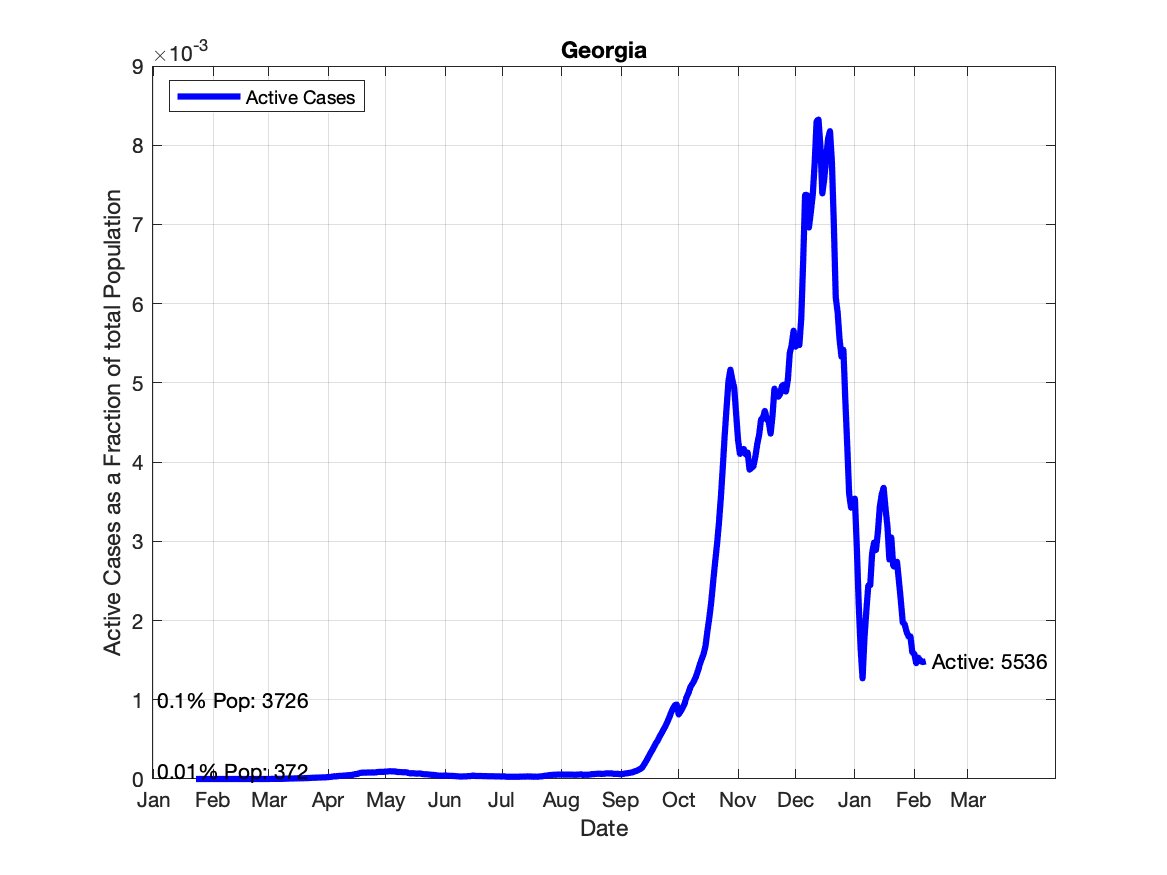 Georgia
×10-3
Active Cases
9
8
7
6
5
4
3
2
1
0
Active Cases as a Fraction of total Population
Active: 5536
0.1% Pop: 3726
0.01% Pop: 372
Jan Feb Mar Apr May Jun Jul Aug Sep Oct Nov Dec Jan Feb Mar
Date